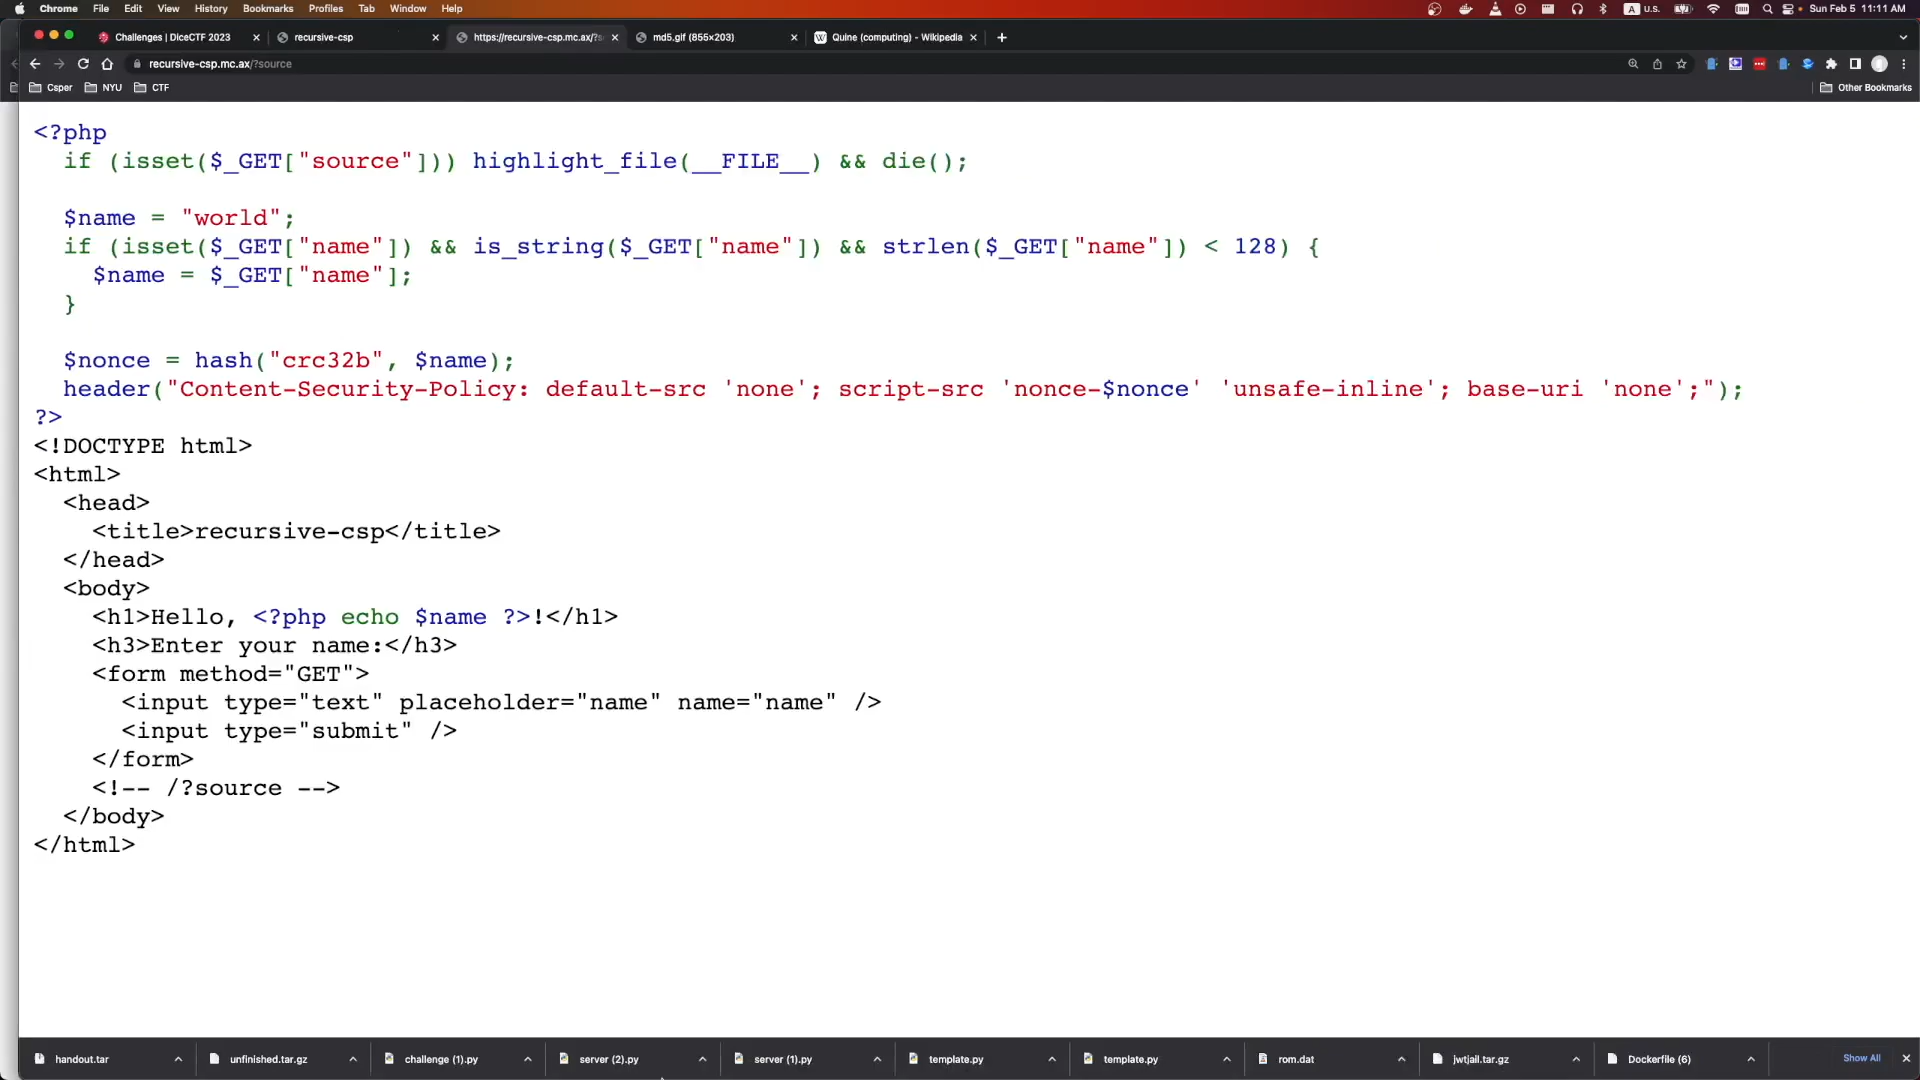 Chrome File Edit View History Bookmarks Profiles Tab Window Help A U.S. Sun Feb 5 11:11 AM
Challenges | DiceCTF 2023 recursive-csp https://recursive-csp.mc.ax/?s md5.gif (855×203) W Quine (computing) - Wikipedia
recursive-csp.mc.ax/?source
Csper NYU CTF Other Bookmarks
<?php
if (isset($_GET["source"])) highlight_file(__FILE__) && die();
$name = "world";
if (isset($_GET["name"]) && is_string($_GET["name"]) && strlen($_GET["name"]) < 128) {
$name = $_GET["name"];
}
$nonce = hash("crc32b", $name);
header("Content-Security-Policy: default-src 'none'; script-src 'nonce-$nonce' 'unsafe-inline'; base-uri 'none';");
?>
<!DOCTYPE html>
<html>
<head>
<title>recursive-csp</title>
</head>
<body>
<h1>Hello, <?php echo $name ?>!</h1>
<h3>Enter your name:</h3>
<form method="GET">
<input type="text" placeholder="name" name="name" />
<input type="submit" />
</form>
<!-- /?source -->
</body>
</html>
handout.tar unfinished.tar.gz challenge (1).py server (2).py server (1).py template.py template.py rom.dat jwtjail.tar.gz Dockerfile (6) Show All